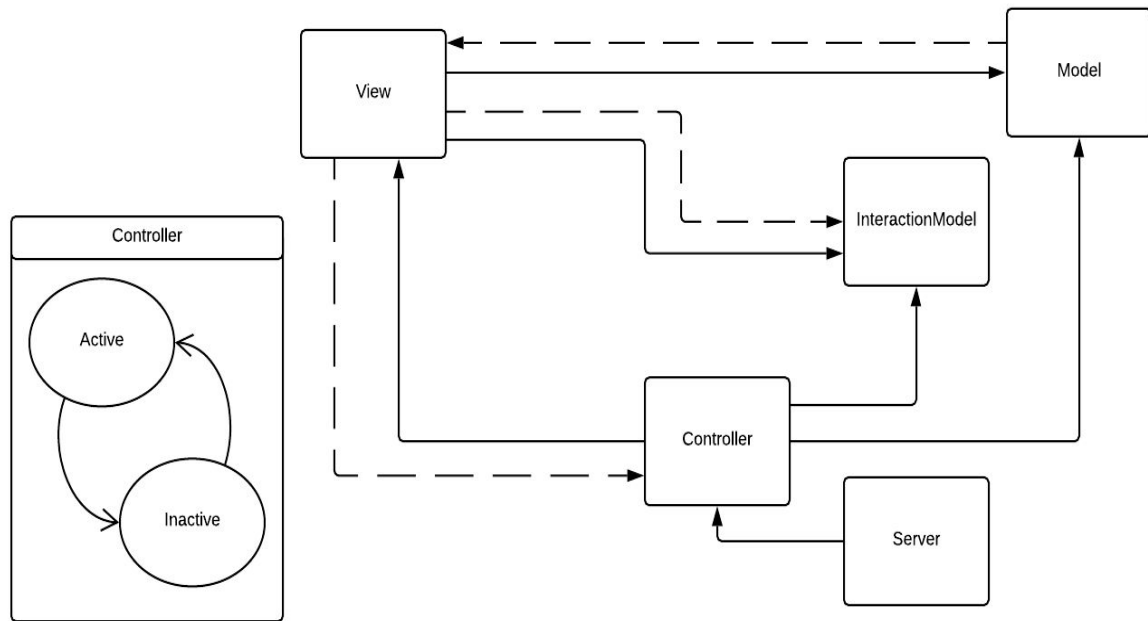 View
Model
InteractionModel
Controller
Active
Inactive
Controller
Server